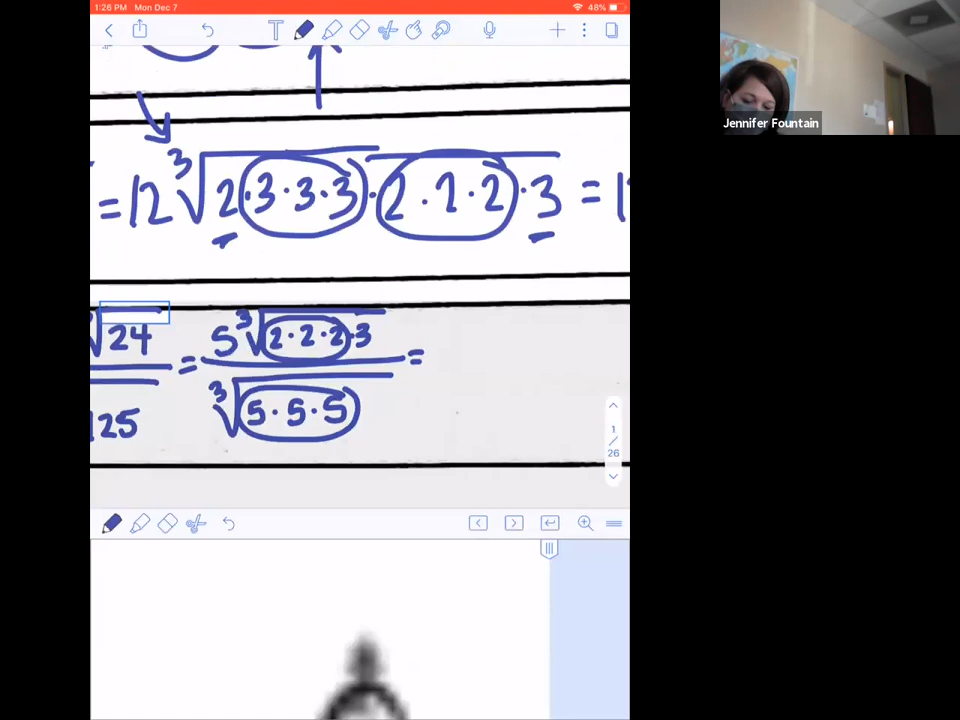 1:26 PM Mon Dec 7 48%
T
Jennifer Fountain
= 12 ∛(2·3·3·3)·(2·2·2)·3 = 1
∛24 = 5∛2·2·2·3 =
125 ∛5·5·5
1
/
26